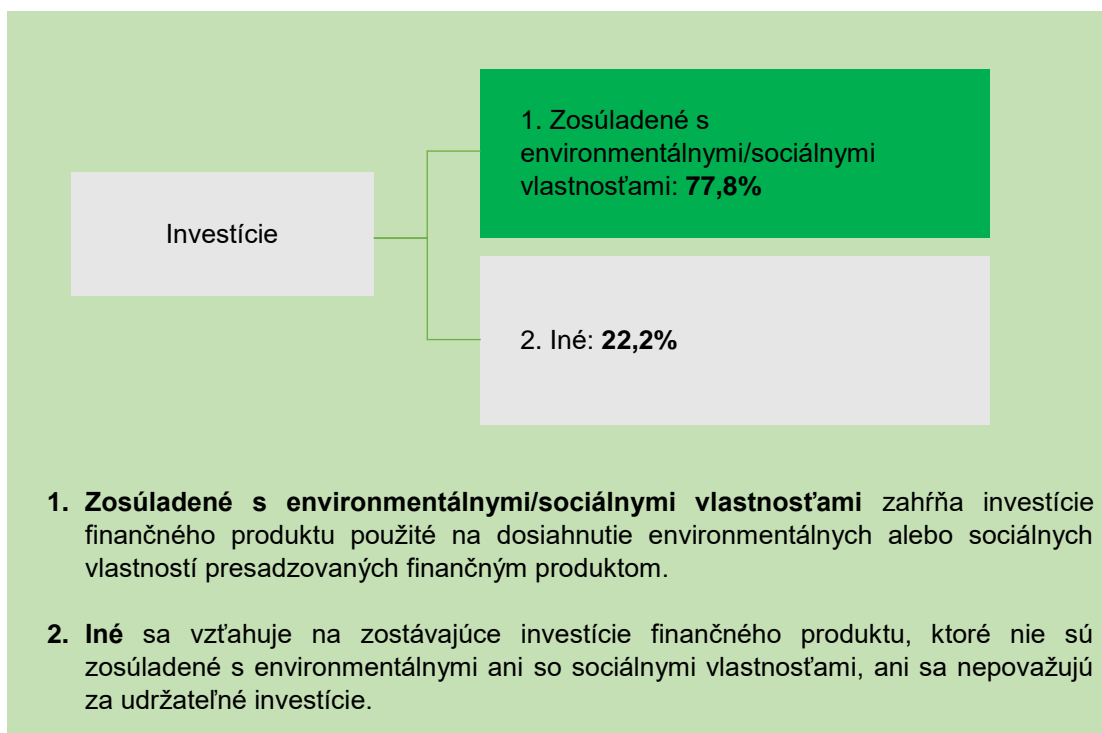 1. Zosúladené s
environmentálnymi/sociálnymi
vlastnosťami: 77,8%
Investície
2. Iné: 22,2%
1. Zosúladené s environmentálnymi/sociálnymi vlastnosťami zahŕňa investície
finančného produktu použité na dosiahnutie environmentálnych alebo sociálnych
vlastností presadzovaných finančným produktom.
2. Iné sa vzťahuje na zostávajúce investície finančného produktu, ktoré nie sú
zosúladené s environmentálnymi ani so sociálnymi vlastnosťami, ani sa nepovažujú
za udržateľné investície.